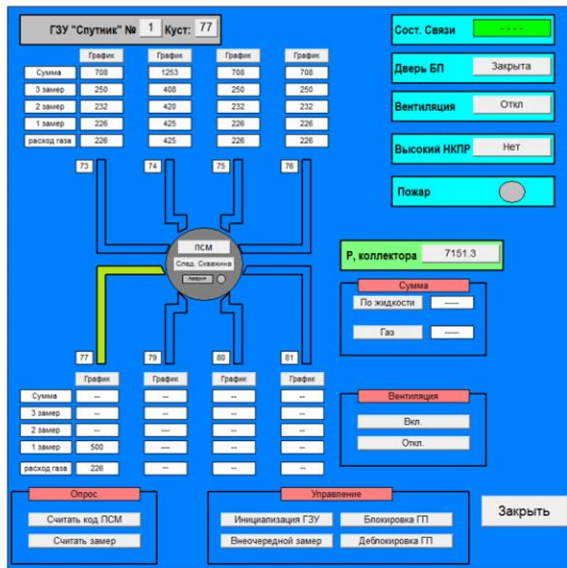 ГЗУ "Спутник" № 1 Куст: 77
Сост. Связи ----
Дверь БП Закрыта
Вентиляция Откл
Высокий НКПР Нет
Пожар
График График График График
Сумма 708 1253 708 708
3 замер 250 408 250 250
2 замер 232 420 232 232
1 замер 226 425 226 226
расход газа 226 425 226 226
73 74 75 76
ПСМ
След. Скважина
Авария
Р, коллектора 7151.3
Сумма
По жидкости ----
Газ ----
77 79 80 81
График График График График
Сумма -- -- -- --
3 замер -- -- -- --
2 замер -- -- -- --
1 замер 500 --- -- --
расход газа 226 -- -- --
Вентиляция
Вкл.
Откл.
Опрос
Считать код ПСМ
Считать замер
Управление
Инициализация ГЗУ Блокировка ГП
Внеочередной замер Деблокировка ГП
Закрыть